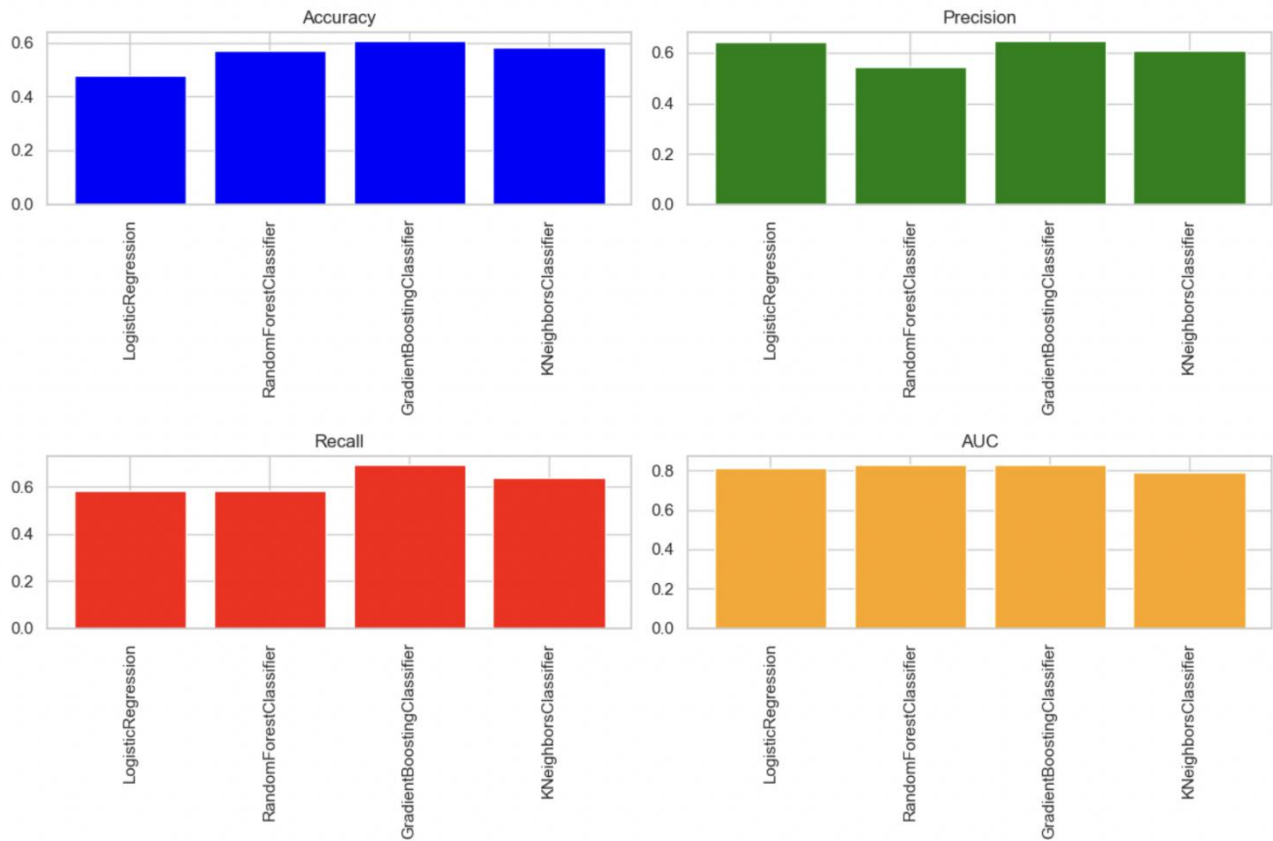 Accuracy
0.6
0.4
0.2
0.0
LogisticRegression
RandomForestClassifier
GradientBoostingClassifier
KNeighborsClassifier
Precision
0.6
0.4
0.2
0.0
LogisticRegression
RandomForestClassifier
GradientBoostingClassifier
KNeighborsClassifier
Recall
0.6
0.4
0.2
0.0
LogisticRegression
RandomForestClassifier
GradientBoostingClassifier
KNeighborsClassifier
AUC
0.8
0.6
0.4
0.2
0.0
LogisticRegression
RandomForestClassifier
GradientBoostingClassifier
KNeighborsClassifier